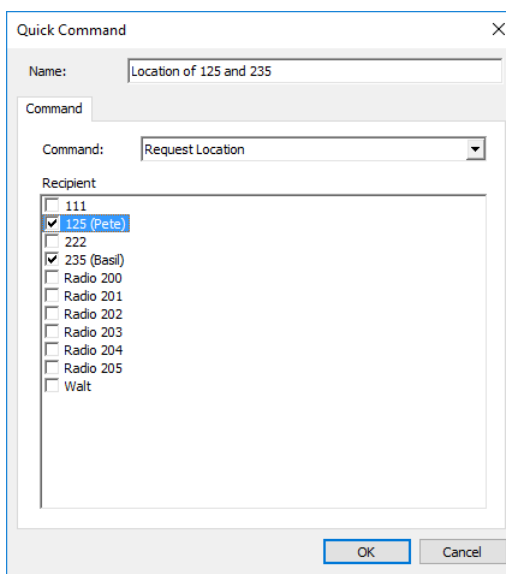 Quick Command
Name: Location of 125 and 235
Command
Command: Request Location
Recipient
111
125 (Pete)
222
235 (Basil)
Radio 200
Radio 201
Radio 202
Radio 203
Radio 204
Radio 205
Walt
OK Cancel